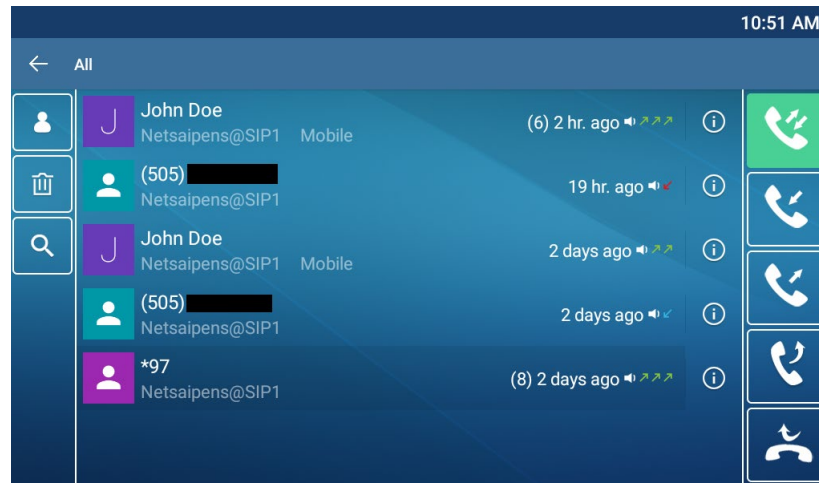 10:51 AM
All
J
John Doe
Netsaipens@SIP1 Mobile
(6) 2 hr. ago
(505)
Netsaipens@SIP1
19 hr. ago
J
John Doe
Netsaipens@SIP1 Mobile
2 days ago
(505)
Netsaipens@SIP1
2 days ago
*97
Netsaipens@SIP1
(8) 2 days ago